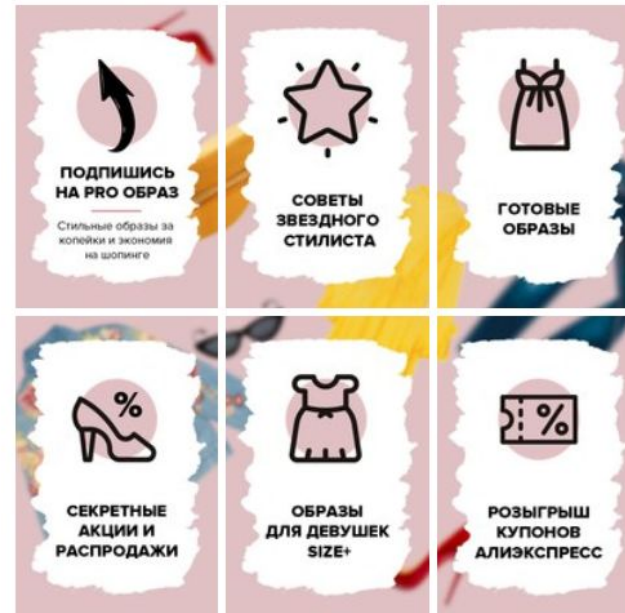 ПОДПИШИСЬ
НА PRO ОБРАЗ
Стильные образы за
копейки и экономия
на шопинге
СОВЕТЫ
ЗВЕЗДНОГО
СТИЛИСТА
ГОТОВЫЕ
ОБРАЗЫ
%
СЕКРЕТНЫЕ
АКЦИИ И
РАСПРОДАЖИ
ОБРАЗЫ
ДЛЯ ДЕВУШЕК
SIZE+
%
РОЗЫГРЫШ
КУПОНОВ
АЛИЭКСПРЕСС